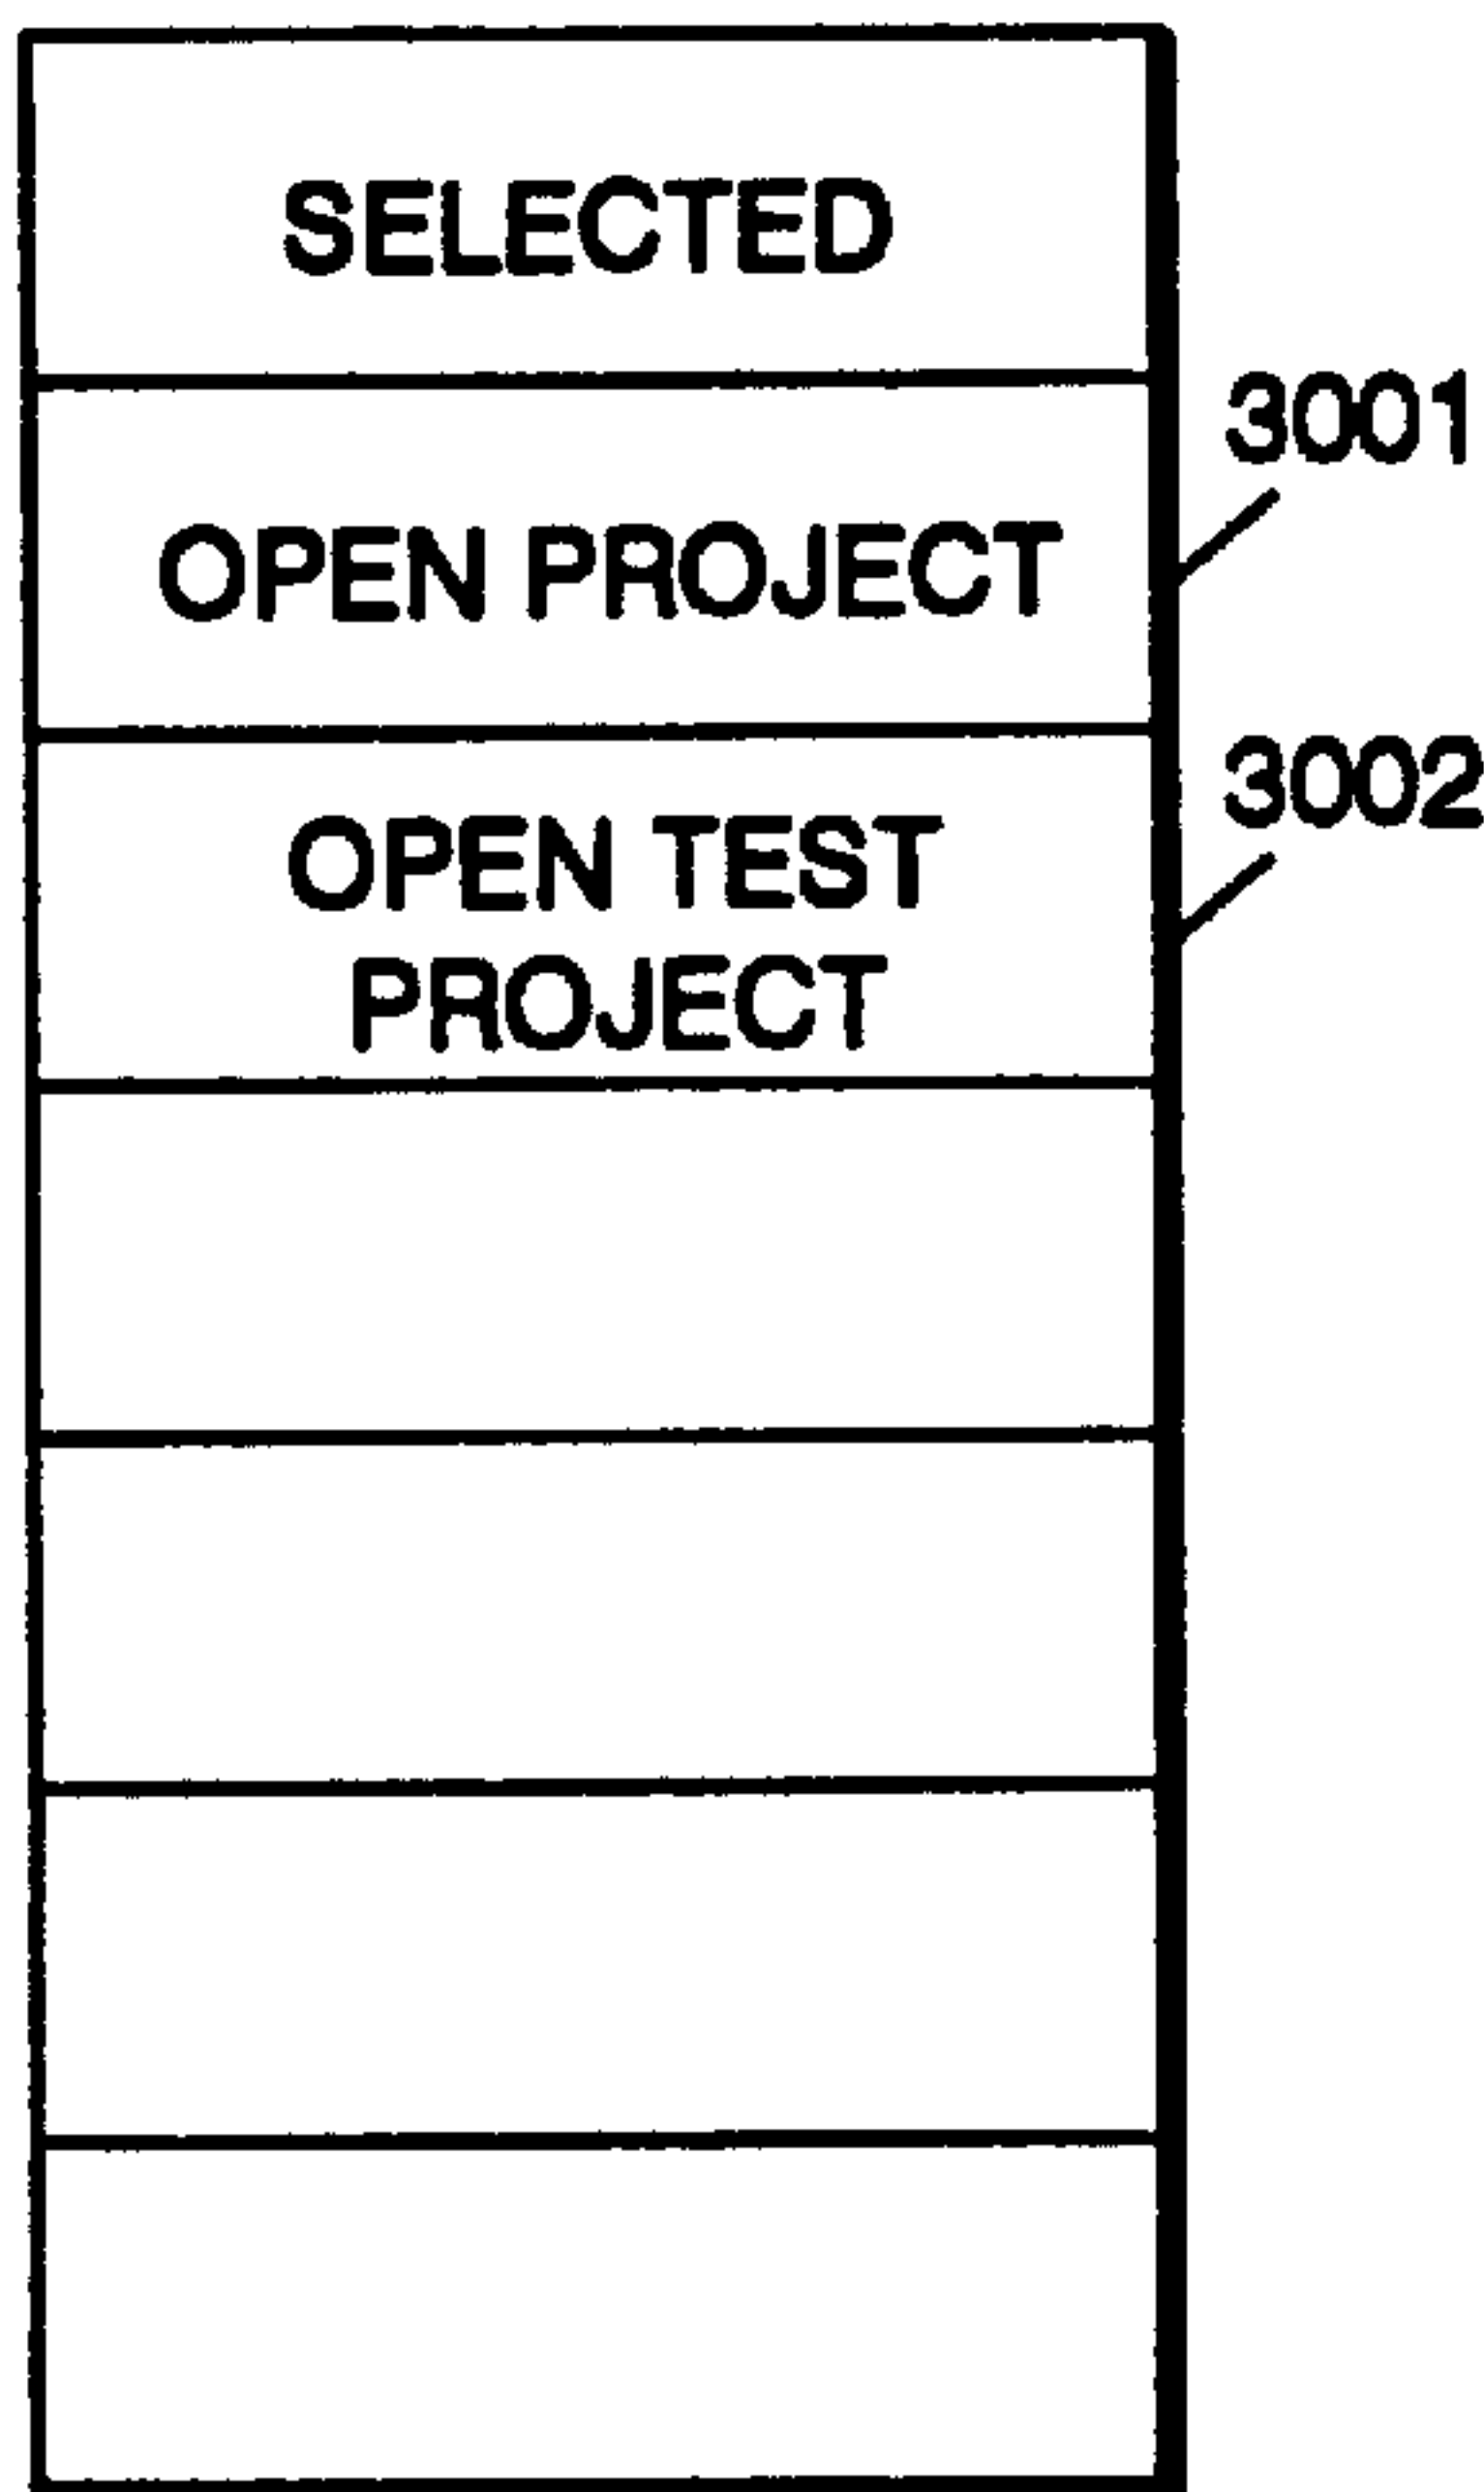 SELECTED
3001
OPEN PROJECT
3002
OPEN TEST
PROJECT